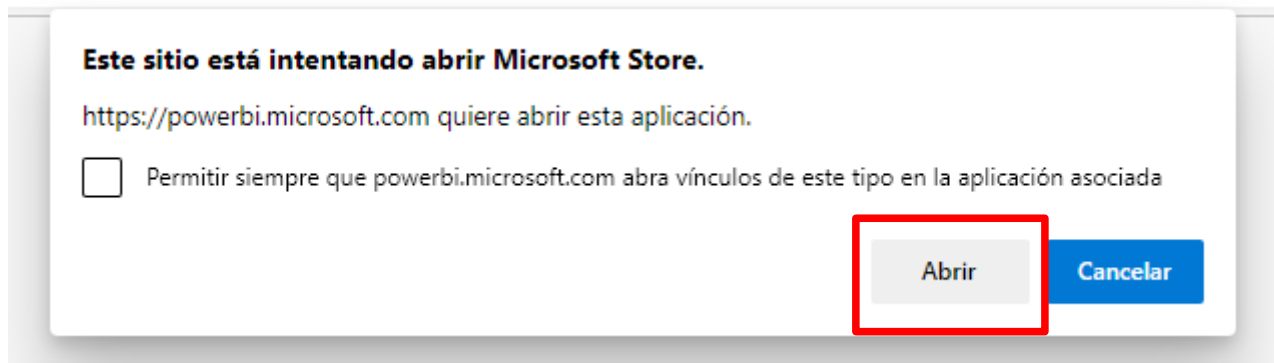 Este sitio está intentando abrir Microsoft Store.
https://powerbi.microsoft.com quiere abrir esta aplicación.
Permitir siempre que powerbi.microsoft.com abra vínculos de este tipo en la aplicación asociada
Abrir Cancelar